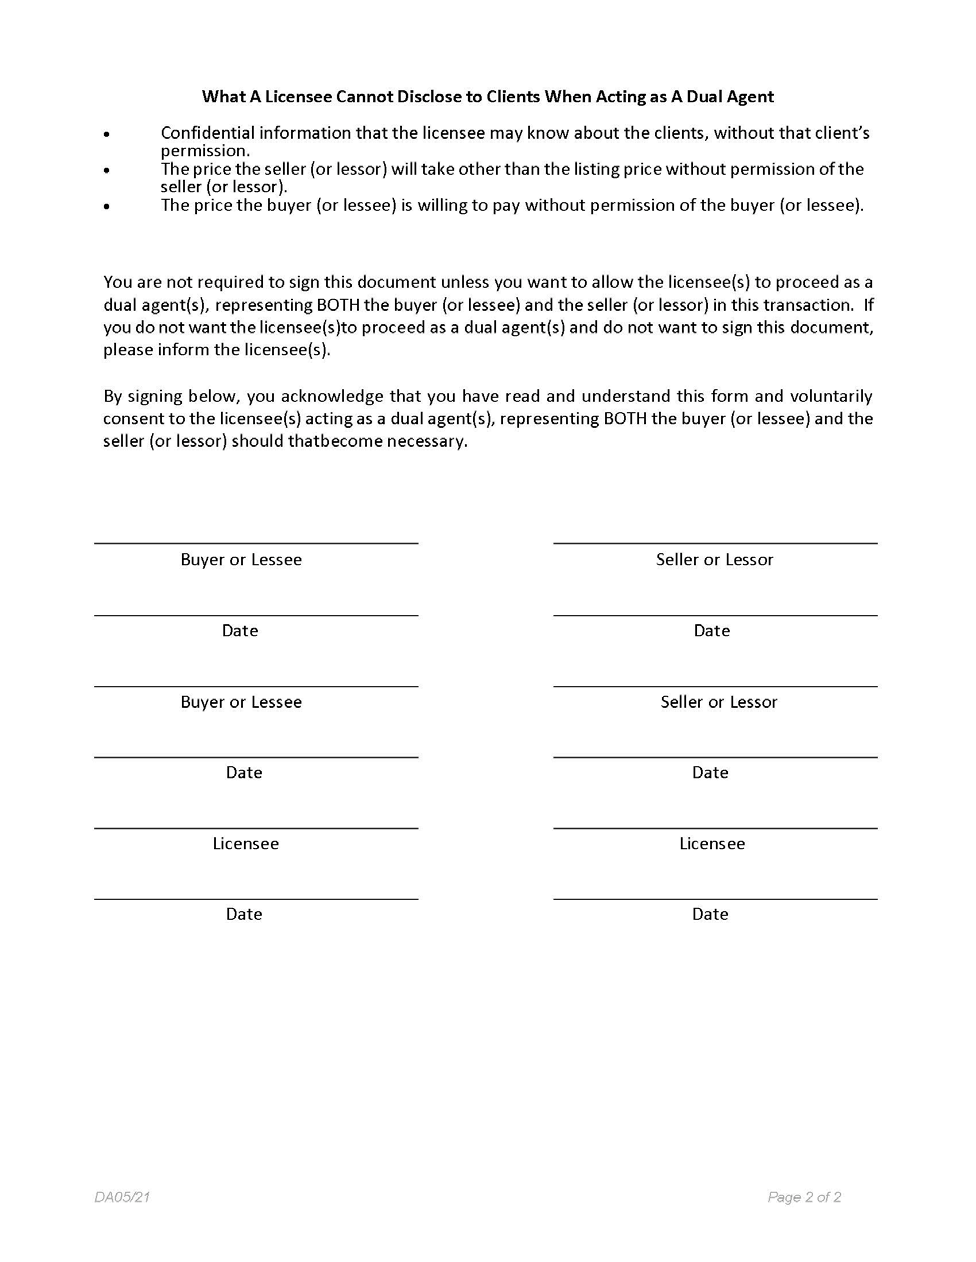 What A Licensee Cannot Disclose to Clients When Acting as A Dual Agent
• Confidential information that the licensee may know about the clients, without that client’s
permission.
• The price the seller (or lessor) will take other than the listing price without permission of the
seller (or lessor).
• The price the buyer (or lessee) is willing to pay without permission of the buyer (or lessee).
You are not required to sign this document unless you want to allow the licensee(s) to proceed as a
dual agent(s), representing BOTH the buyer (or lessee) and the seller (or lessor) in this transaction. If
you do not want the licensee(s)to proceed as a dual agent(s) and do not want to sign this document,
please inform the licensee(s).
By signing below, you acknowledge that you have read and understand this form and voluntarily
consent to the licensee(s) acting as a dual agent(s), representing BOTH the buyer (or lessee) and the
seller (or lessor) should thatbecome necessary.
Buyer or Lessee Seller or Lessor
Date Date
Buyer or Lessee Seller or Lessor
Date Date
Licensee Licensee
Date Date
DA05/21 Page 2 of 2